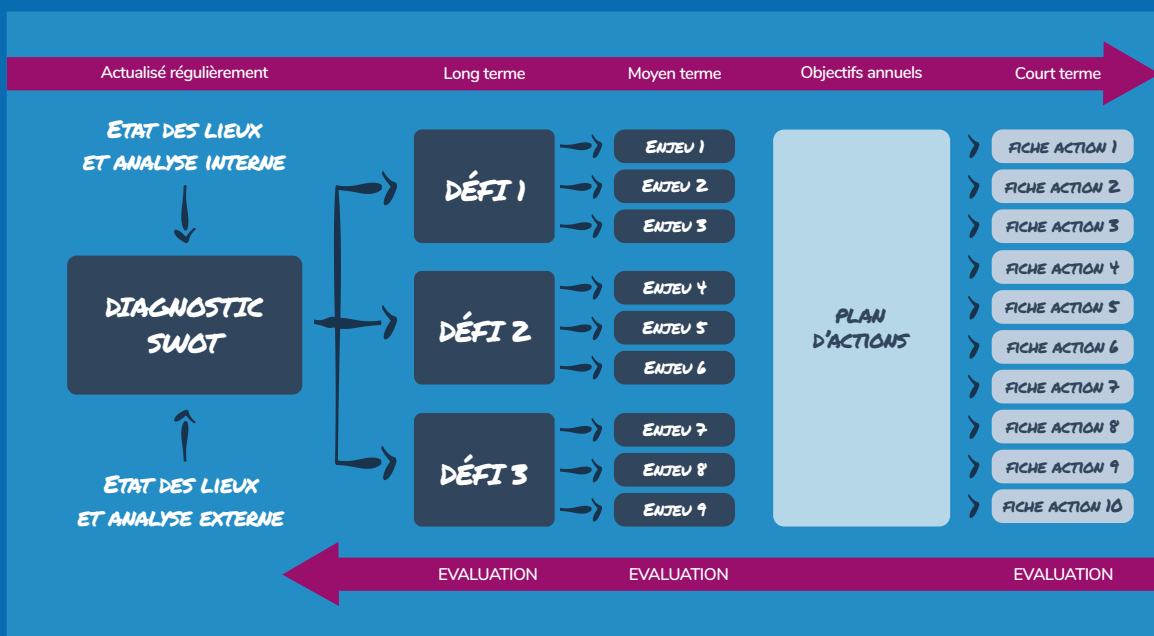 Actualisé régulièrement
Long terme
Moyen terme
Objectifs annuels
Court terme
ETAT DES LIEUX
ET ANALYSE INTERNE
DIAGNOSTIC
SWOT
ETAT DES LIEUX
ET ANALYSE EXTERNE
DÉFI 1
ENJEU 1
ENJEU 2
ENJEU 3
DÉFI 2
ENJEU 4
ENJEU 5
ENJEU 6
DÉFI 3
ENJEU 7
ENJEU 8
ENJEU 9
PLAN
D'ACTIONS
FICHE ACTION 1
FICHE ACTION 2
FICHE ACTION 3
FICHE ACTION 4
FICHE ACTION 5
FICHE ACTION 6
FICHE ACTION 7
FICHE ACTION 8
FICHE ACTION 9
FICHE ACTION 10
EVALUATION
EVALUATION
EVALUATION